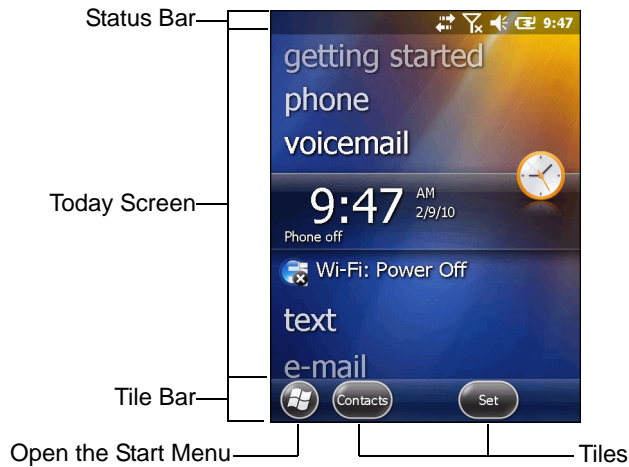 Status Bar
9:47
getting started
phone
voicemail
Today Screen
9:47 AM
2/9/10
Phone off
Wi-Fi: Power Off
text
e-mail
Tile Bar
Contacts
Set
Open the Start Menu
Tiles